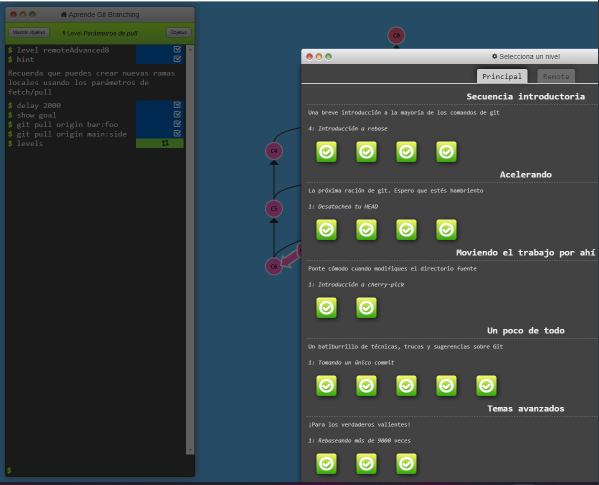 Aprende Git Branching
Mostrar objetivo
Level Parámetros de pull
Objetivo
$ level remoteAdvanced8
$ hint
Recuerda que puedes crear nuevas ramas
locales usando los parámetros de
fetch/pull
$ delay 2000
$ show goal
$ git pull origin bar:foo
$ git pull origin main:side
$ levels
$
C0
C4
C5
C6
Selecciona un nivel
Principal
Remota
Secuencia introductoria
Una breve introducción a la mayoría de los comandos de git
4: Introducción a rebase
Acelerando
La próxima ración de git. Espero que estés hambriento
1: Desatachea tu HEAD
Moviendo el trabajo por ahí
Ponte cómodo cuando modifiques el directorio fuente
1: Introducción a cherry-pick
Un poco de todo
Un batiburrillo de técnicas, trucos y sugerencias sobre Git
1: Tomando un único commit
Temas avanzados
¡Para los verdaderos valientes!
1: Rebaseando más de 9000 veces